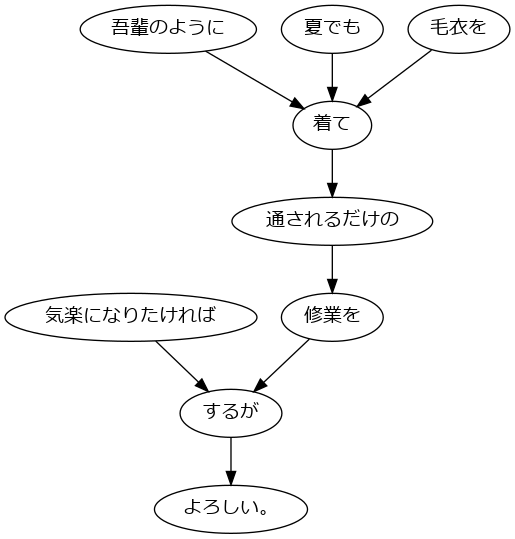 吾輩のように
夏でも
毛衣を
着て
通されるだけの
気楽になりたければ
修業を
するが
よろしい。